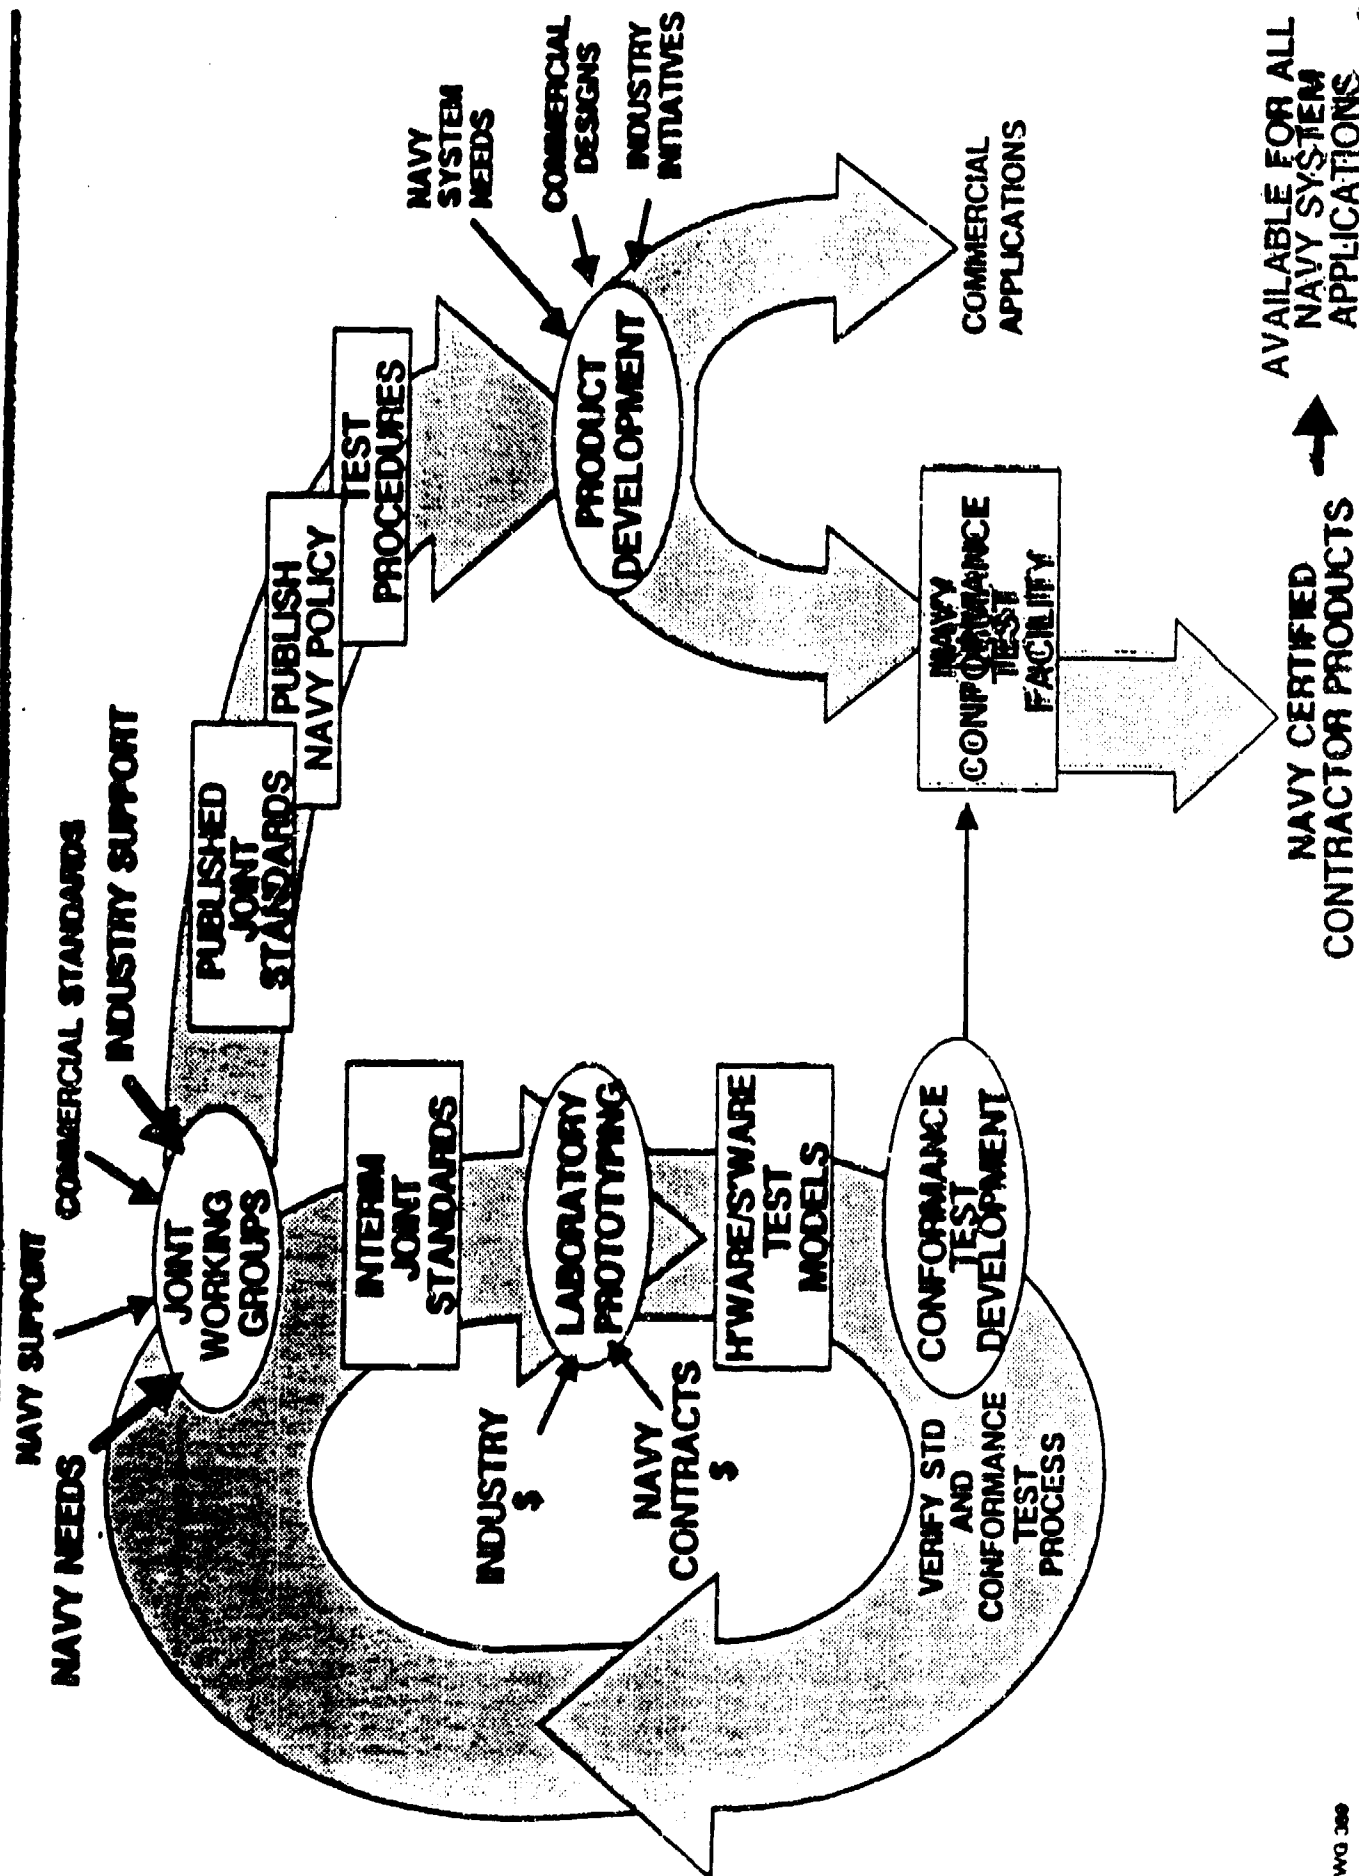 NAVY NEEDS
NAVY SUPPORT
COMMERCIAL STANDARDS
INDUSTRY SUPPORT
JOINT
WORKING
GROUPS
PUBLISHED
JOINT
STANDARDS
PUBLISH
NAVY POLICY
TEST
PROCEDURES
NAVY
SYSTEM
NEEDS
COMMERCIAL
DESIGNS
INDUSTRY
INITIATIVES
INTERIM
JOINT
STANDARDS
INDUSTRY
$
LABORATORY
PROTOTYPING
NAVY
CONTRACTS
$
H'WARE/S'WARE
TEST
MODELS
PRODUCT
DEVELOPMENT
VERIFY STD
AND
CONFORMANCE
TEST
PROCESS
CONFORMANCE
TEST
DEVELOPMENT
NAVY
CONFORMANCE
TEST
FACILITY
COMMERCIAL
APPLICATIONS
NAVY CERTIFIED
CONTRACTOR PRODUCTS
AVAILABLE FOR ALL
NAVY SYSTEM
APPLICATIONS
WG 389